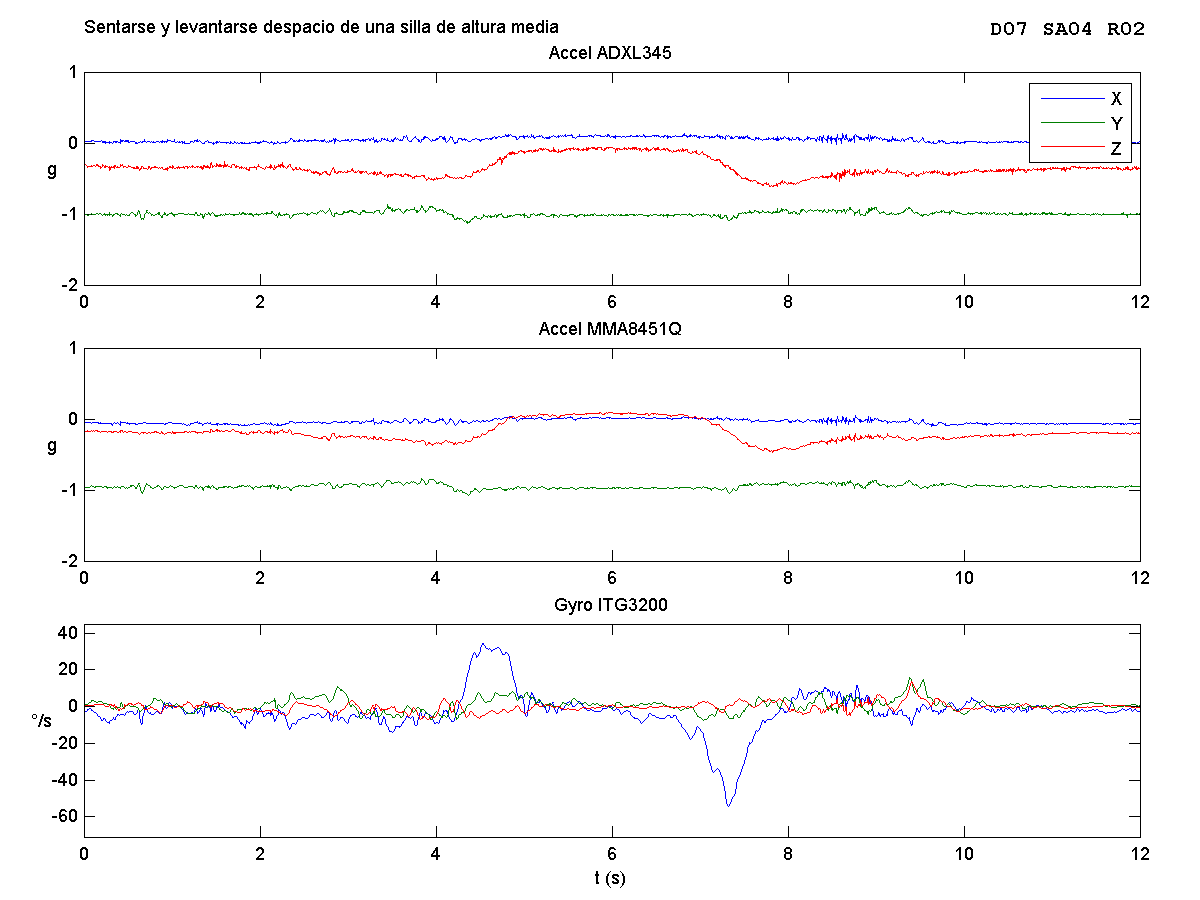 Sentarse y levantarse despacio de una silla de altura media
D07 SA04 R02
Accel ADXL345
1
0
-1
-2
g
X
Y
Z
0 2 4 6 8 10 12
Accel MMA8451Q
1
0
-1
-2
g
0 2 4 6 8 10 12
Gyro ITG3200
40
20
0
-20
-40
-60
°/s
0 2 4 6 8 10 12
t (s)